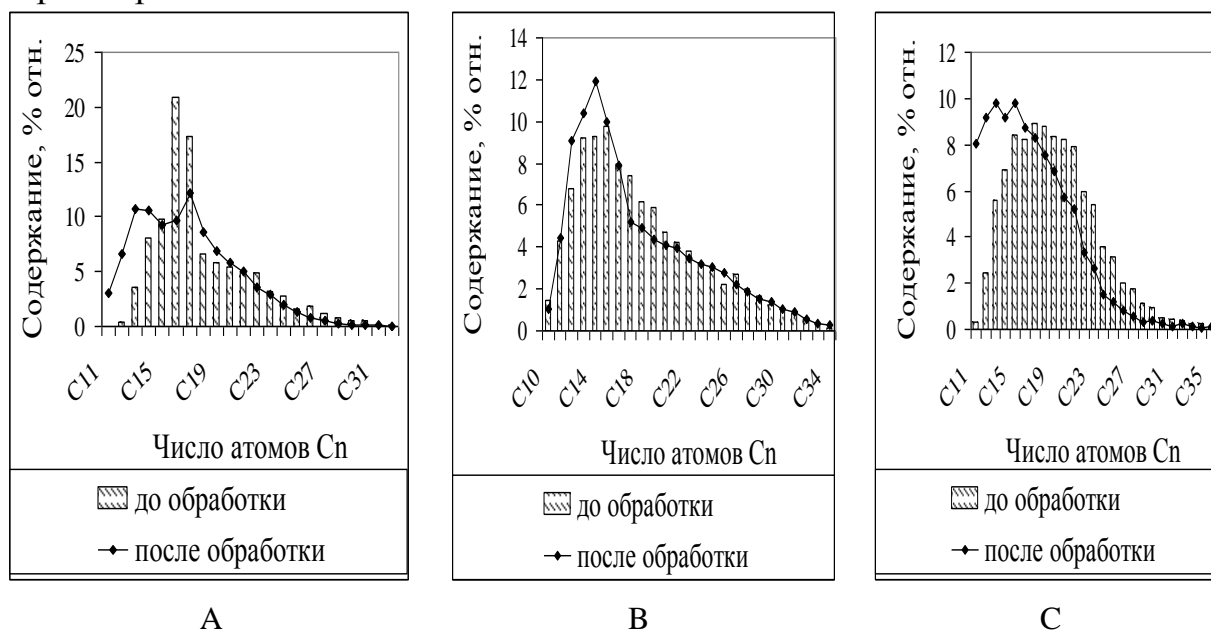 25
20
15
10
5
0
Содержание, % отн.
C11
C15
C19
C23
C27
C31
Число атомов Cn
до обработки
после обработки
A
14
12
10
8
6
4
2
0
Содержание, % отн.
C10
C14
C18
C22
C26
C30
C34
Число атомов Cn
до обработки
после обработки
B
12
10
8
6
4
2
0
Содержание, % отн.
C11
C15
C19
C23
C27
C31
C35
Число атомов Cn
до обработки
после обработки
C